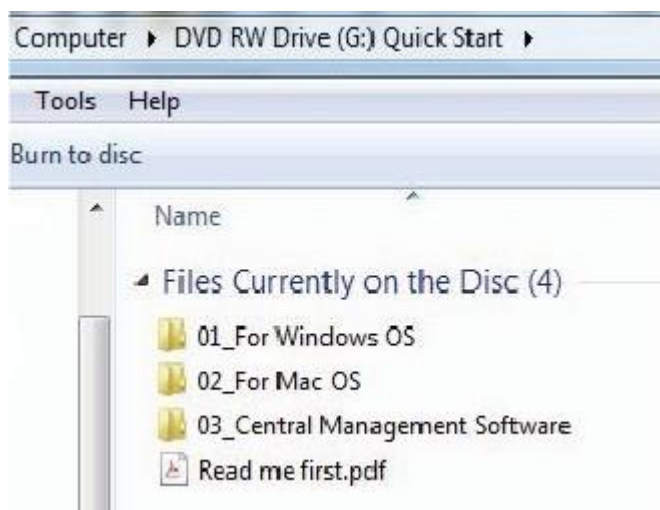 Computer ▸ DVD RW Drive (G:) Quick Start ▸
Tools Help
Burn to disc
Name
Files Currently on the Disc (4)
01_For Windows OS
02_For Mac OS
03_Central Management Software
Read me first.pdf